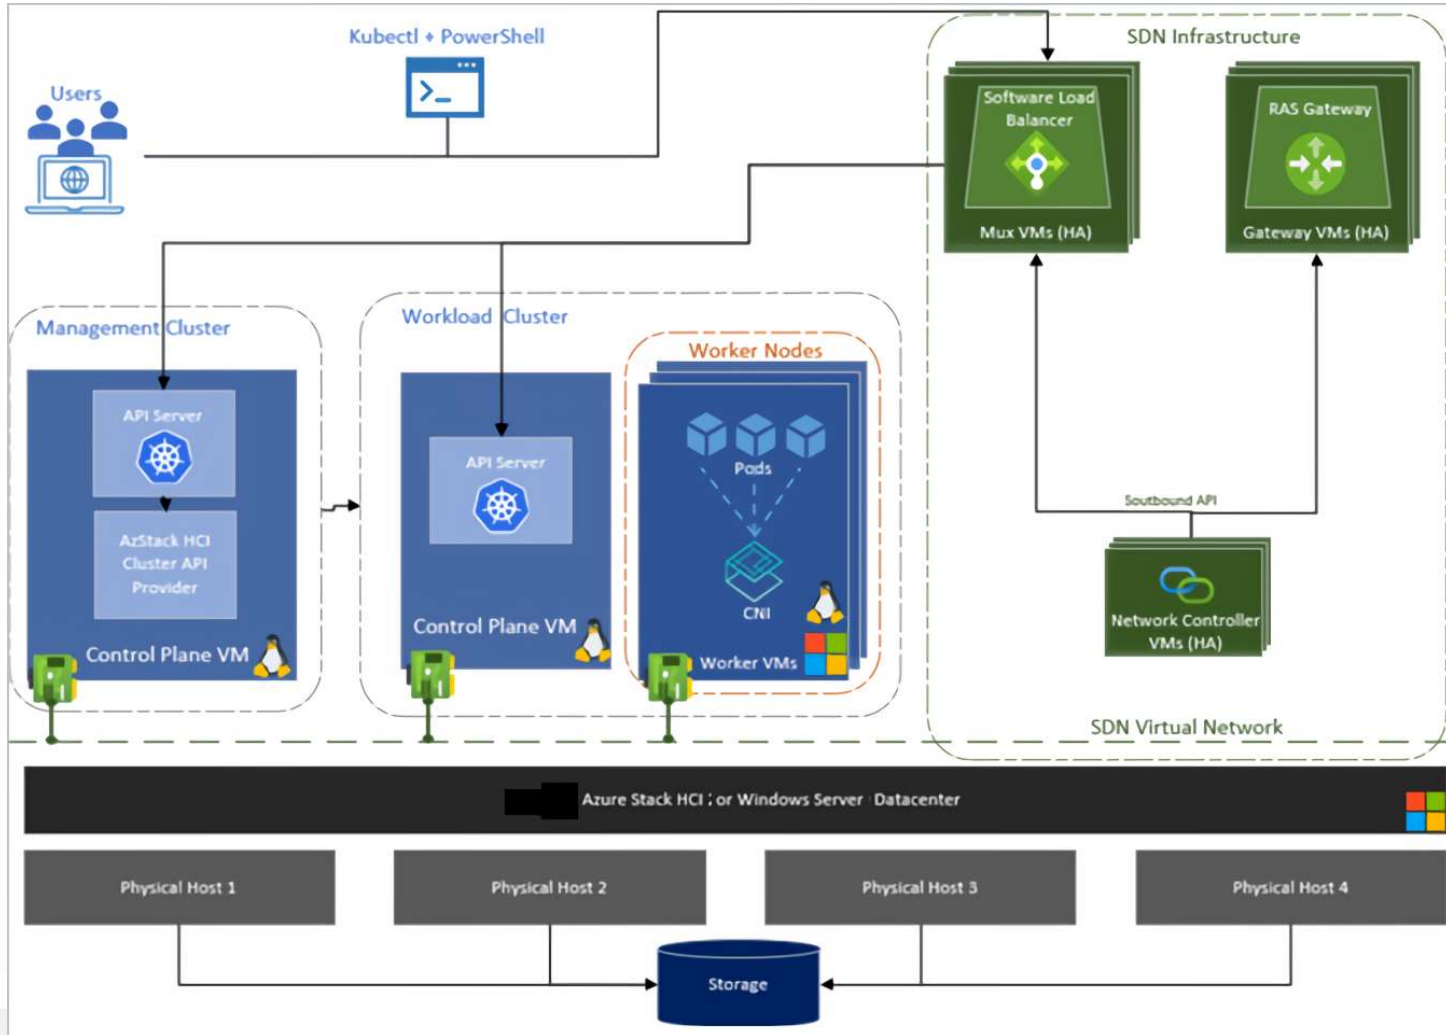 Kubectl + PowerShell
Users
SDN Infrastructure
Software Load
Balancer
Mux VMs (HA)
RAS Gateway
Gateway VMs (HA)
Management Cluster
API Server
AzStack HCI
Cluster API
Provider
Control Plane VM
Workload Cluster
API Server
Control Plane VM
Worker Nodes
Pods
CNI
Worker VMs
Soutbound API
Network Controller
VMs (HA)
SDN Virtual Network
Azure Stack HCI ; or Windows Server Datacenter
Physical Host 1
Physical Host 2
Physical Host 3
Physical Host 4
Storage